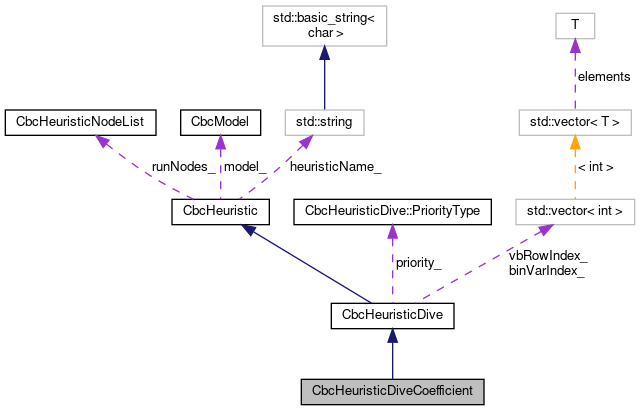 std::basic_string<
char >
T
elements
CbcHeuristicNodeList
CbcModel
std::string
std::vector< T >
runNodes_
model_
heuristicName_
< int >
CbcHeuristic
CbcHeuristicDive::PriorityType
std::vector< int >
priority_
vbRowIndex_
binVarIndex_
CbcHeuristicDive
CbcHeuristicDiveCoefficient